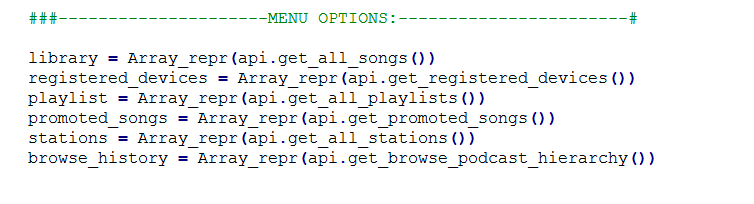 ###---------------------MENU OPTIONS:-----------------------#
library = Array_repr(api.get_all_songs())
registered_devices = Array_repr(api.get_registered_devices())
playlist = Array_repr(api.get_all_playlists())
promoted_songs = Array_repr(api.get_promoted_songs())
stations = Array_repr(api.get_all_stations())
browse_history = Array_repr(api.get_browse_podcast_hierarchy())